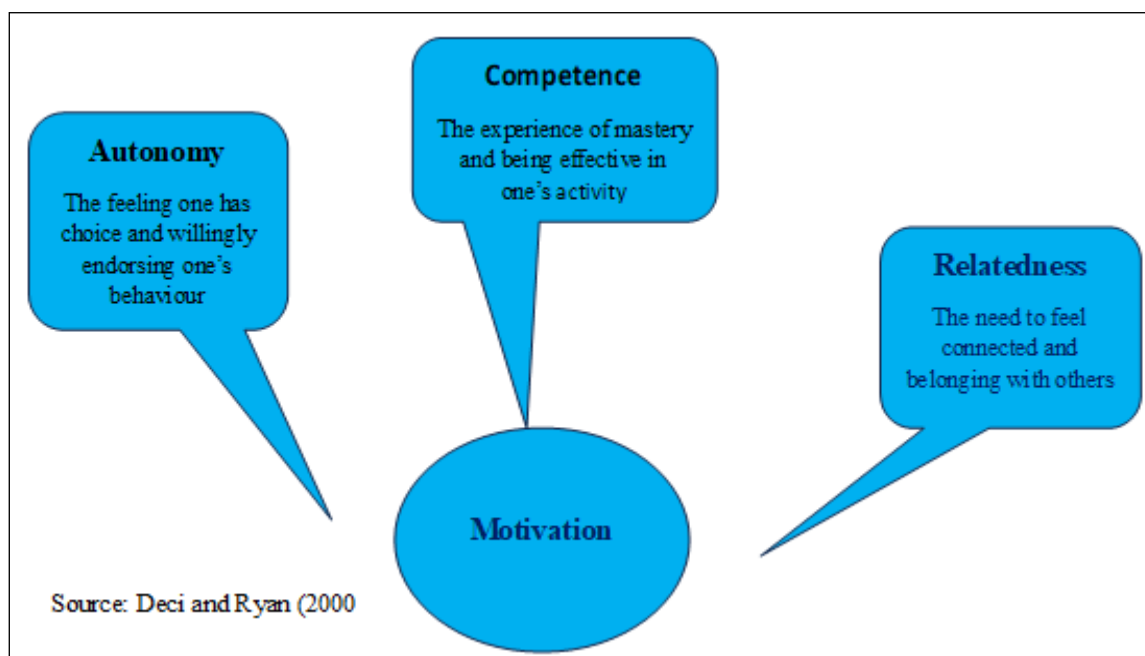 Competence
The experience of mastery
and being effective in
one's activity
Autonomy
The feeling one has
choice and willingly
endorsing one's
behaviour
Relatedness
The need to feel
connected and
belonging with others
Motivation
Source: Deci and Ryan (2000